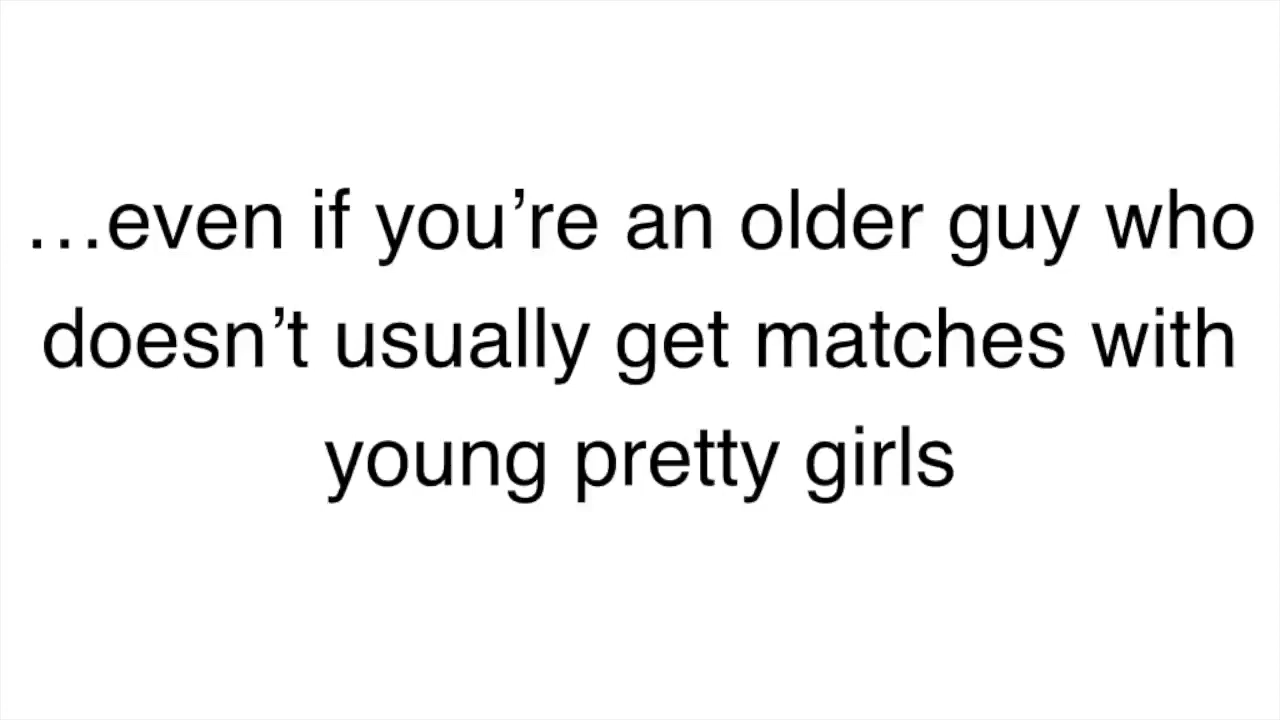 …even if you’re an older guy who
doesn’t usually get matches with
young pretty girls